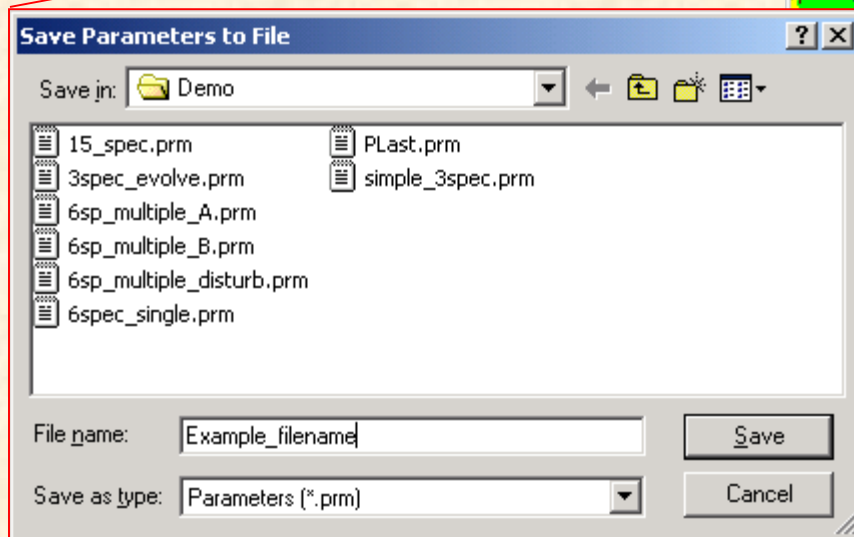 Save Parameters to File
Save in: Demo
15_spec.prm
3spec_evolve.prm
6sp_multiple_A.prm
6sp_multiple_B.prm
6sp_multiple_disturb.prm
6spec_single.prm
PLast.prm
simple_3spec.prm
File name: Example_filename
Save
Save as type: Parameters (*.prm)
Cancel